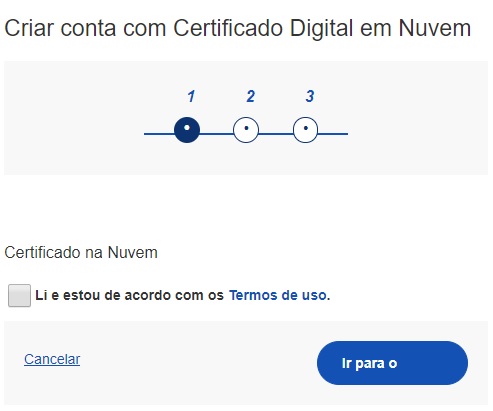 Criar conta com Certificado Digital em Nuvem
1 2 3
Certificado na Nuvem
Li e estou de acordo com os Termos de uso.
Cancelar
Ir para o